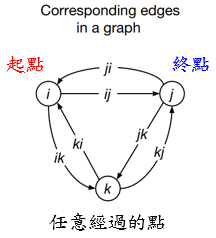 Corresponding edges
in a graph
起點
終點
ji
i
ij
j
ki
jk
ik
kj
k
任意經過的點